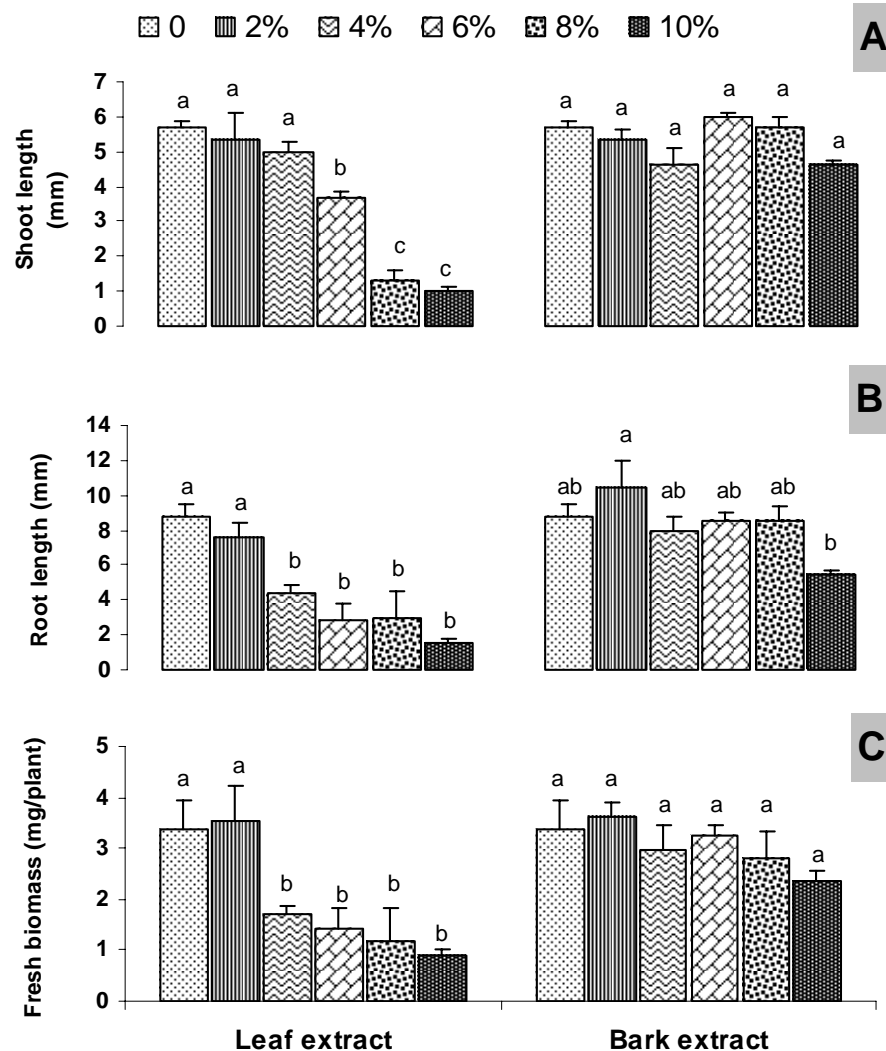 0 2% 4% 6% 8% 10%
A
Shoot length
(mm)
7
6
5
4
3
2
1
0
a a a b c c
a a a a a a
B
Root length (mm)
14
12
10
8
6
4
2
0
a a b b b b
ab a ab ab ab b
C
Fresh biomass (mg/plant)
5
4
3
2
1
0
a a b b b b
a a a a a a
Leaf extract Bark extract